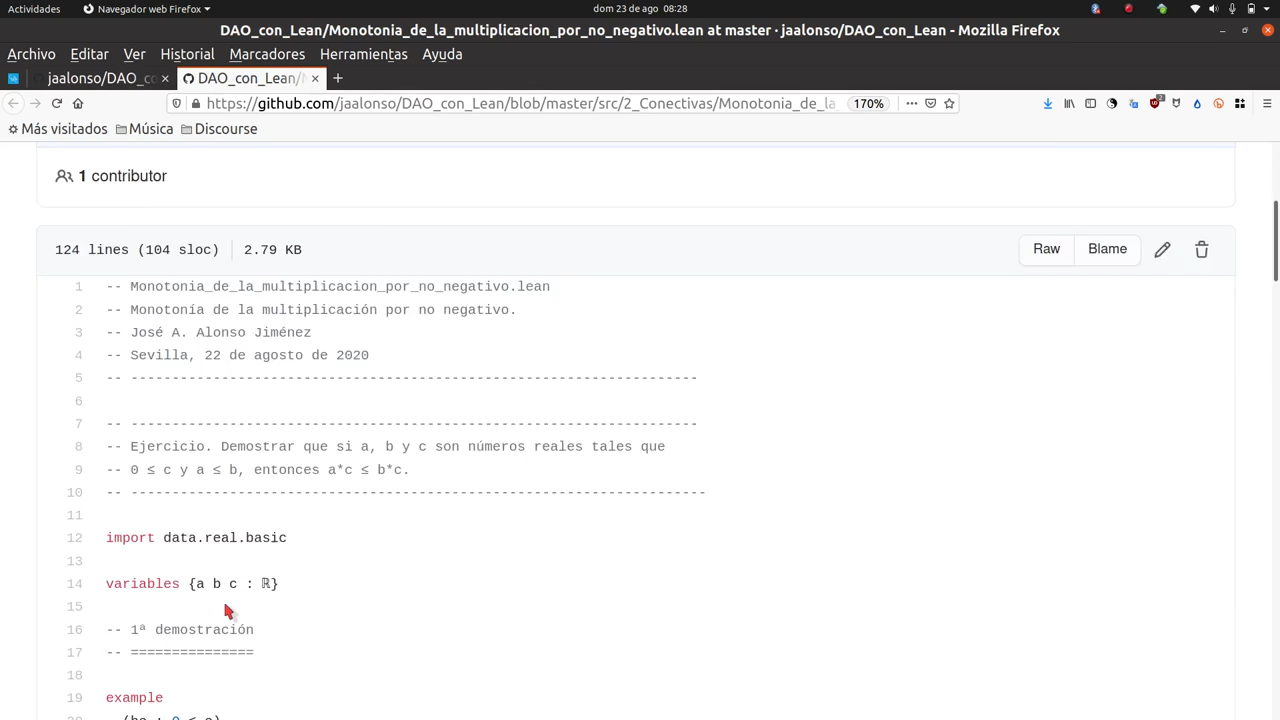 Actividades Navegador web Firefox dom 23 de ago 08:28
DAO_con_Lean/Monotonia_de_la_multiplicacion_por_no_negativo.lean at master · jaalonso/DAO_con_Lean - Mozilla Firefox
Archivo Editar Ver Historial Marcadores Herramientas Ayuda
jaalonso/DAO_co × DAO_con_Lean/ × +
https://github.com/jaalonso/DAO_con_Lean/blob/master/src/2_Conectivas/Monotonia_de_la_ 170%
Más visitados Música Discourse
1 contributor
124 lines (104 sloc) 2.79 KB Raw Blame
1 -- Monotonia_de_la_multiplicacion_por_no_negativo.lean
2 -- Monotonía de la multiplicación por no negativo.
3 -- José A. Alonso Jiménez
4 -- Sevilla, 22 de agosto de 2020
5 -- ---------------------------------------------------------------------
6
7 -- ---------------------------------------------------------------------
8 -- Ejercicio. Demostrar que si a, b y c son números reales tales que
9 -- 0 ≤ c y a ≤ b, entonces a*c ≤ b*c.
10 -- ----------------------------------------------------------------------
11
12 import data.real.basic
13
14 variables {a b c : ℝ}
15
16 -- 1ª demostración
17 -- ===============
18
19 example